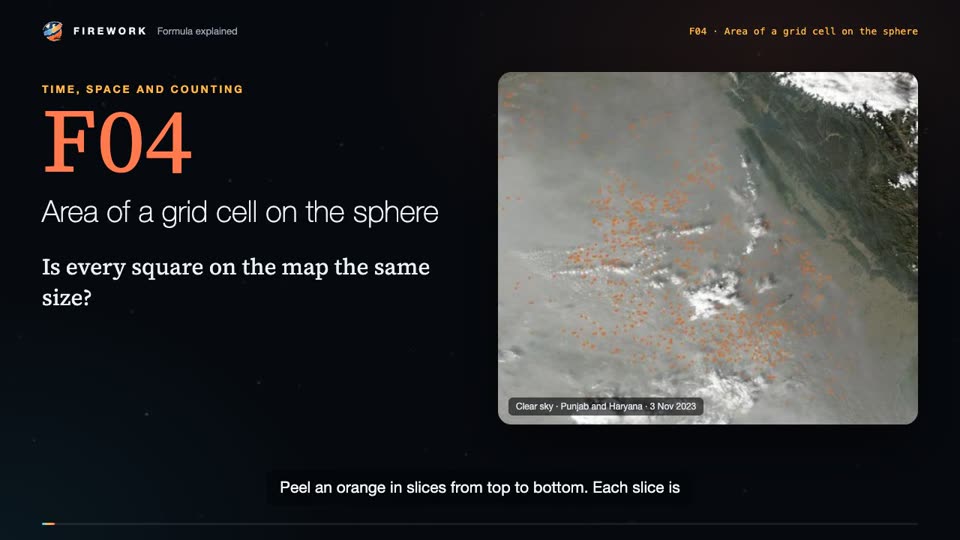 FIREWORK Formula explained
F04 · Area of a grid cell on the sphere
TIME, SPACE AND COUNTING
F04
Area of a grid cell on the sphere
Is every square on the map the same
size?
Clear sky · Punjab and Haryana · 3 Nov 2023
Peel an orange in slices from top to bottom. Each slice is